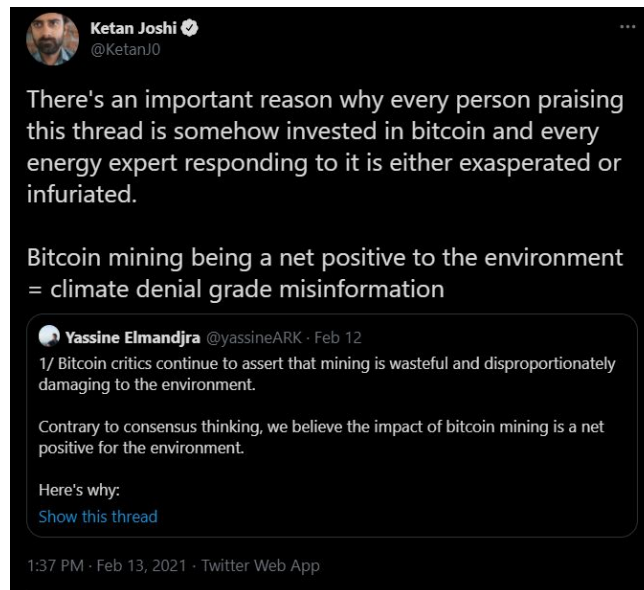 Ketan Joshi
@KetanJ0
There's an important reason why every person praising
this thread is somehow invested in bitcoin and every
energy expert responding to it is either exasperated or
infuriated.
Bitcoin mining being a net positive to the environment
= climate denial grade misinformation
Yassine Elmandjra @yassineARK · Feb 12
1/ Bitcoin critics continue to assert that mining is wasteful and disproportionately
damaging to the environment.
Contrary to consensus thinking, we believe the impact of bitcoin mining is a net
positive for the environment.
Here's why:
Show this thread
1:37 PM · Feb 13, 2021 · Twitter Web App